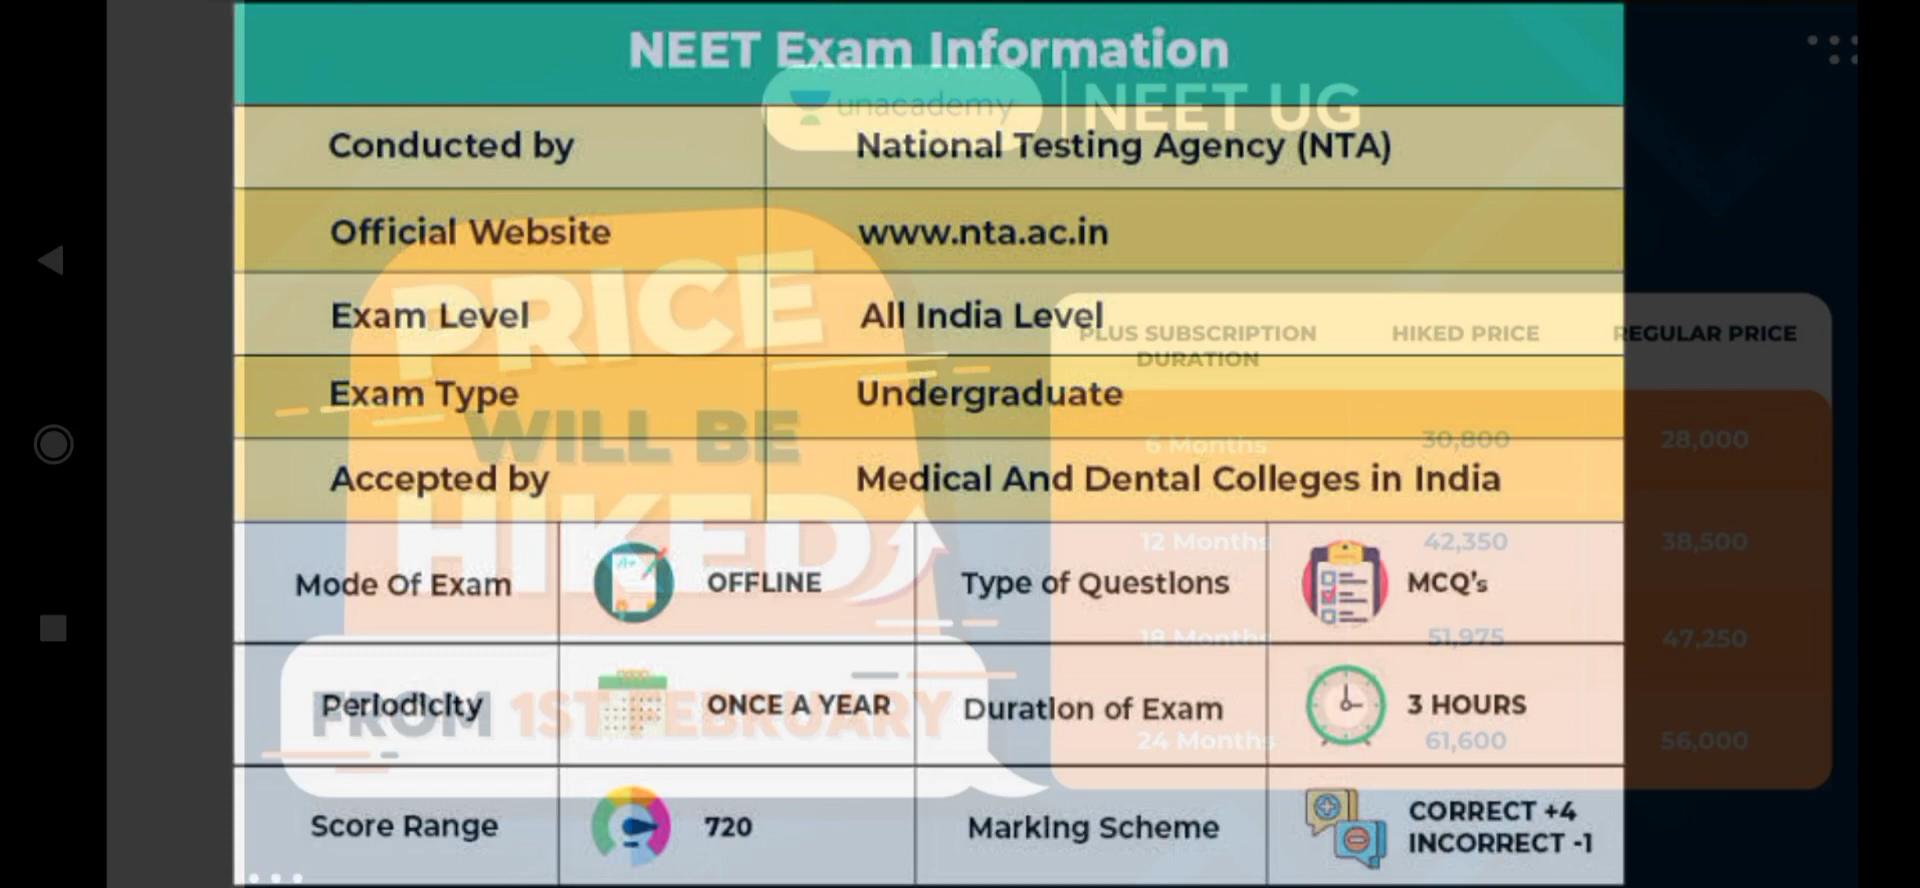 NEET Exam Information
unacademy | NEET UG
Conducted by National Testing Agency (NTA)
Official Website www.nta.ac.in
Exam Level All India Level
Exam Type Undergraduate
Accepted by Medical And Dental Colleges in India
Mode Of Exam OFFLINE Type of Questions MCQ's
Periodicity ONCE A YEAR Duration of Exam 3 HOURS
Score Range 720 Marking Scheme CORRECT +4
INCORRECT -1
PRICE
WILL BE
HIKED
FROM 1ST FEBRUARY
PLUS SUBSCRIPTION HIKED PRICE REGULAR PRICE
DURATION
6 Months 30,800 28,000
12 Months 42,350 38,500
18 Months 51,975 47,250
24 Months 61,600 56,000